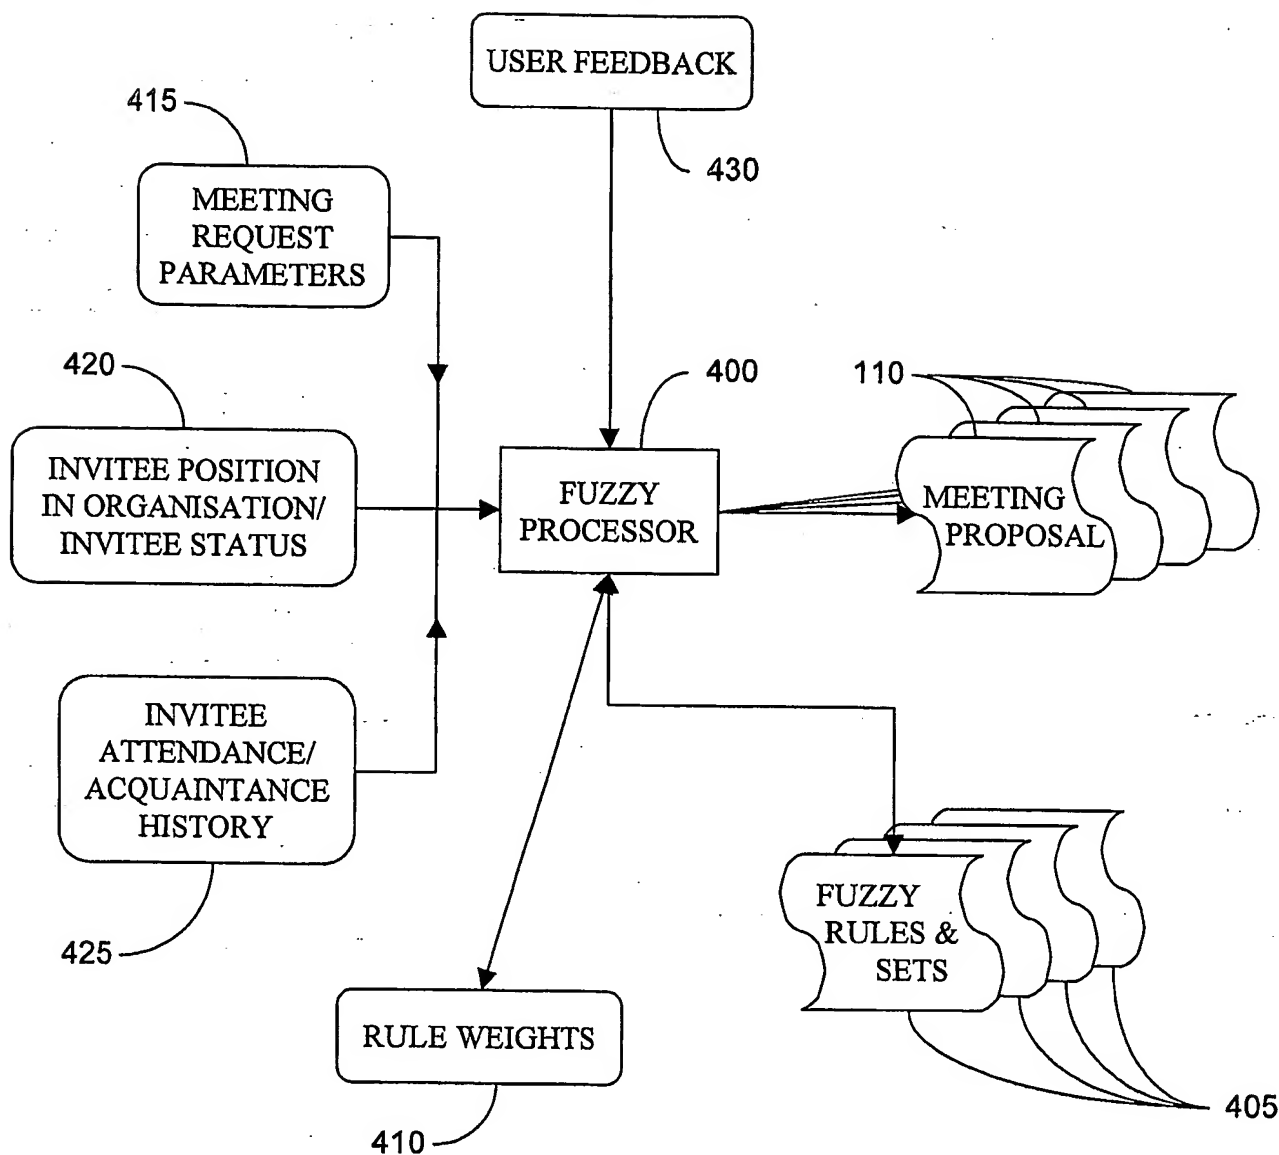 USER FEEDBACK
430
415
MEETING
REQUEST
PARAMETERS
420
INVITEE POSITION
IN ORGANISATION/
INVITEE STATUS
400
FUZZY
PROCESSOR
110
MEETING
PROPOSAL
INVITEE
ATTENDANCE/
ACQUAINTANCE
HISTORY
425
FUZZY
RULES &
SETS
405
RULE WEIGHTS
410